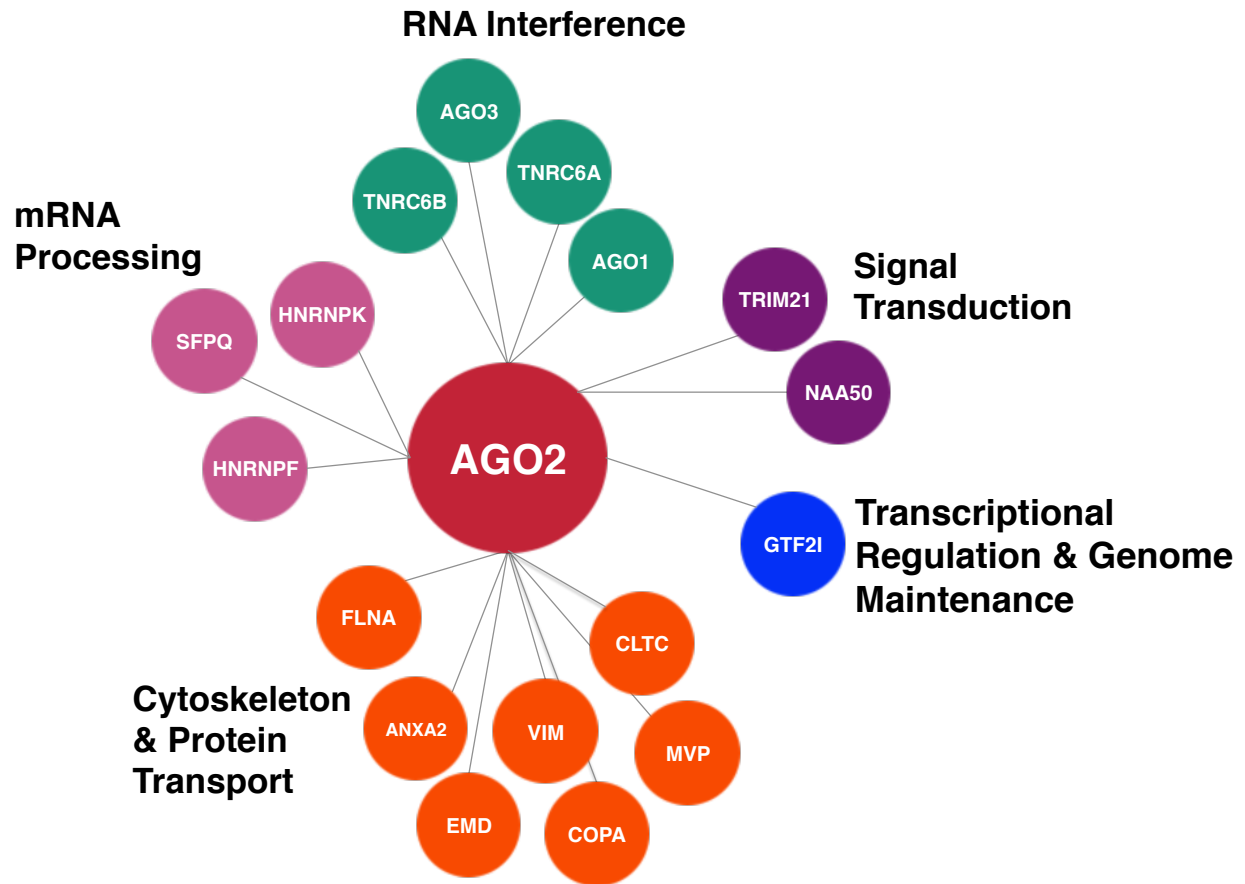 RNA Interference
AGO3
TNRC6A
TNRC6B
AGO1
mRNA
Processing
HNRNPK
SFPQ
HNRNPF
Signal
Transduction
TRIM21
NAA50
AGO2
Transcriptional
Regulation & Genome
Maintenance
GTF2I
FLNA
CLTC
Cytoskeleton
& Protein
Transport
ANXA2
VIM
MVP
EMD
COPA